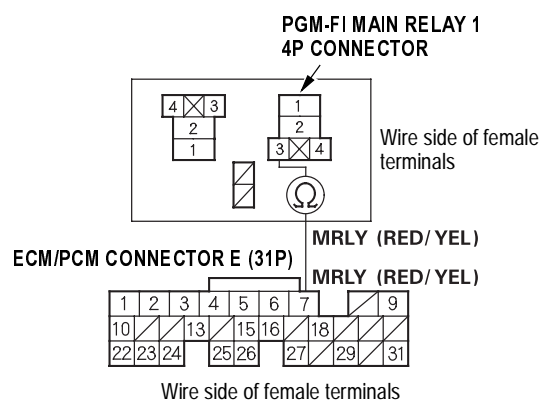 PGM-FI MAIN RELAY 1
4P CONNECTOR
4 3
2
1
1
2
3 4
Wire side of female
terminals
Ω
MRLY (RED/YEL)
ECM/PCM CONNECTOR E (31P)
MRLY (RED/YEL)
1 2 3 4 5 6 7 9
10 13 15 16 18
22 23 24 25 26 27 29 31
Wire side of female terminals